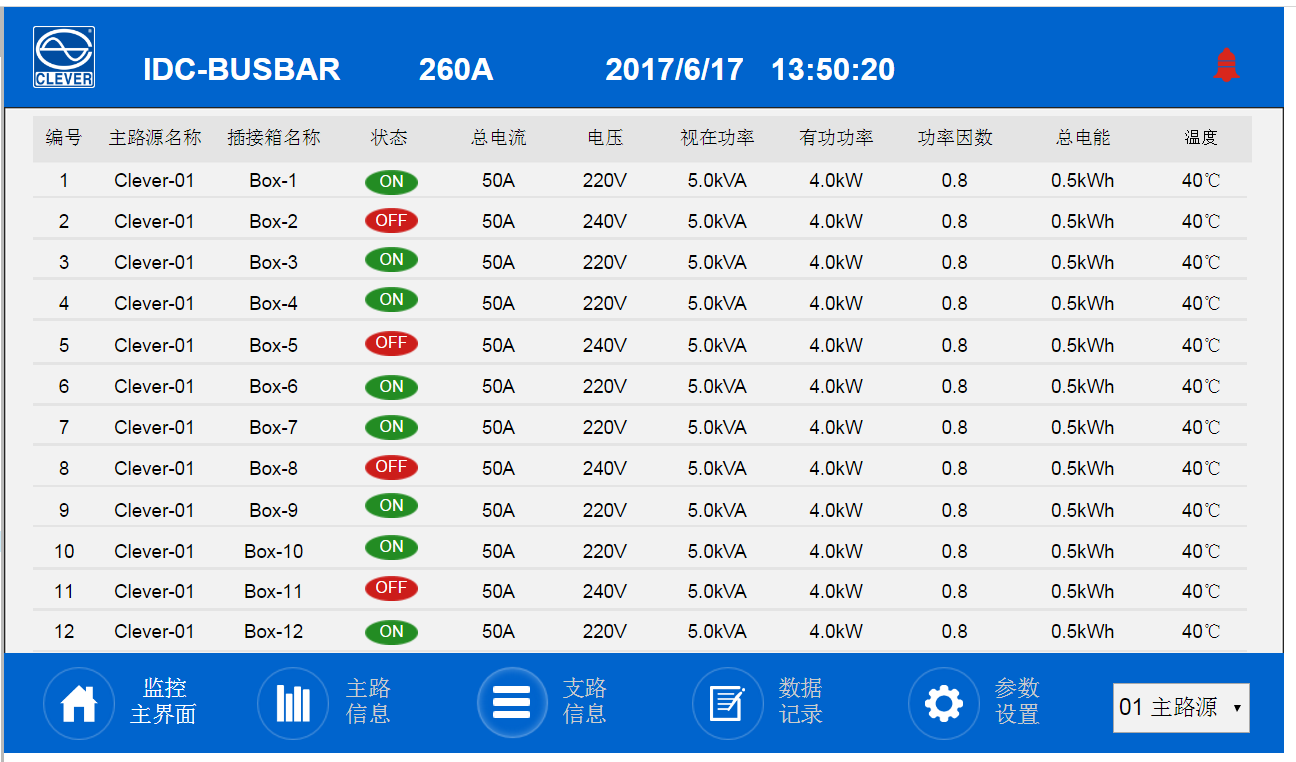 CLEVER
IDC-BUSBAR 260A 2017/6/17 13:50:20
编号 主路源名称 插接箱名称 状态 总电流 电压 视在功率 有功功率 功率因数 总电能 温度
1 Clever-01 Box-1 ON 50A 220V 5.0kVA 4.0kW 0.8 0.5kWh 40℃
2 Clever-01 Box-2 OFF 50A 240V 5.0kVA 4.0kW 0.8 0.5kWh 40℃
3 Clever-01 Box-3 ON 50A 220V 5.0kVA 4.0kW 0.8 0.5kWh 40℃
4 Clever-01 Box-4 ON 50A 220V 5.0kVA 4.0kW 0.8 0.5kWh 40℃
5 Clever-01 Box-5 OFF 50A 240V 5.0kVA 4.0kW 0.8 0.5kWh 40℃
6 Clever-01 Box-6 ON 50A 220V 5.0kVA 4.0kW 0.8 0.5kWh 40℃
7 Clever-01 Box-7 ON 50A 220V 5.0kVA 4.0kW 0.8 0.5kWh 40℃
8 Clever-01 Box-8 OFF 50A 240V 5.0kVA 4.0kW 0.8 0.5kWh 40℃
9 Clever-01 Box-9 ON 50A 220V 5.0kVA 4.0kW 0.8 0.5kWh 40℃
10 Clever-01 Box-10 ON 50A 220V 5.0kVA 4.0kW 0.8 0.5kWh 40℃
11 Clever-01 Box-11 OFF 50A 240V 5.0kVA 4.0kW 0.8 0.5kWh 40℃
12 Clever-01 Box-12 ON 50A 220V 5.0kVA 4.0kW 0.8 0.5kWh 40℃
监控
主界面
主路
信息
支路
信息
数据
记录
参数
设置
01 主路源